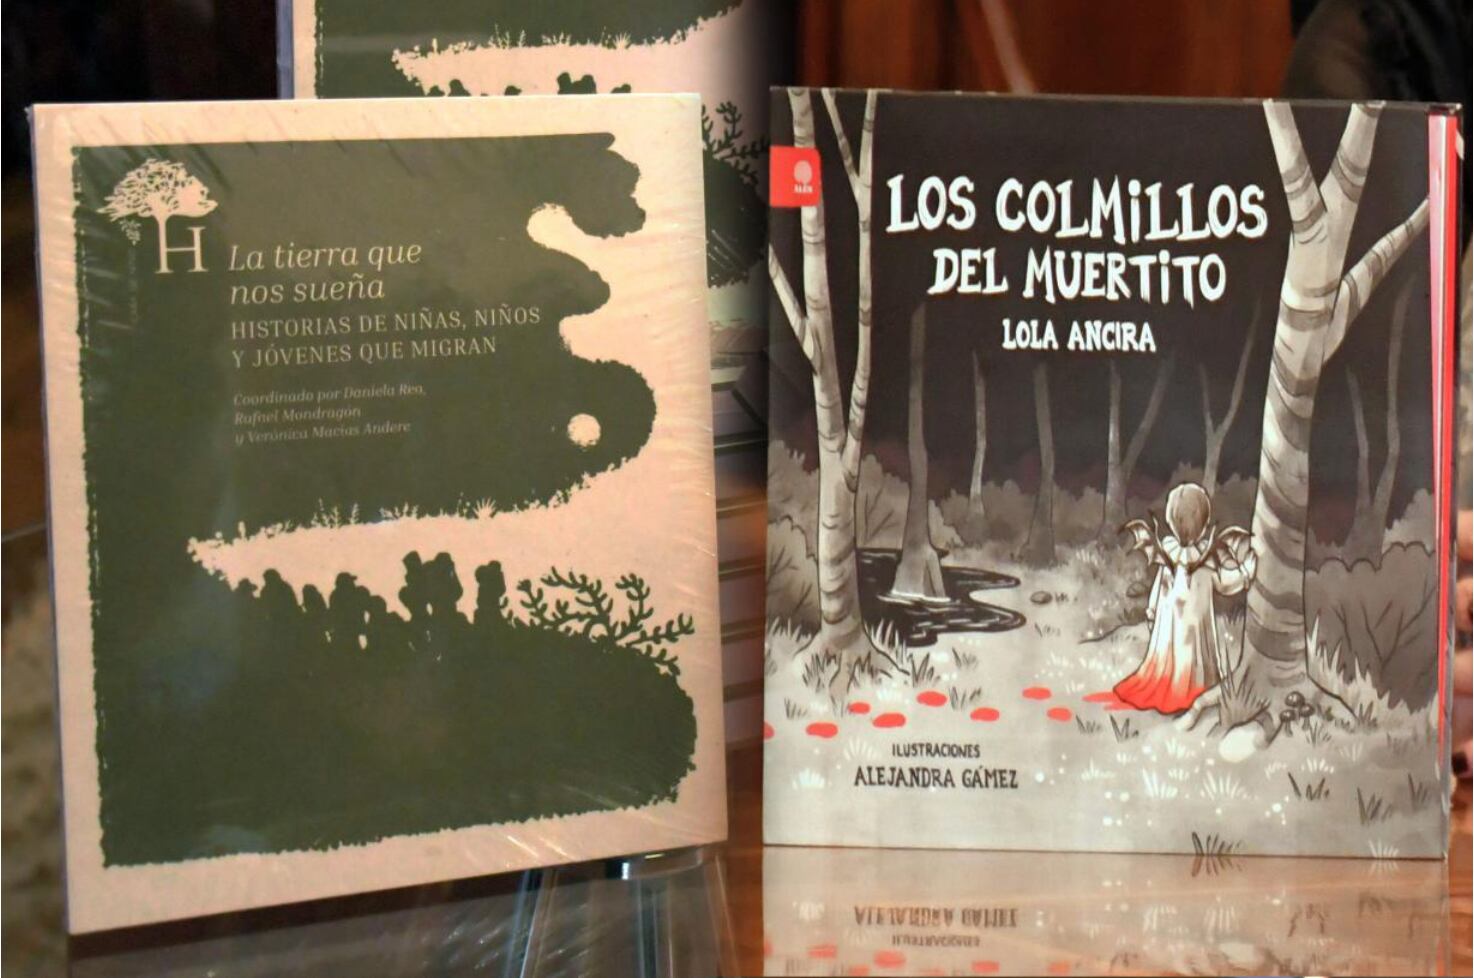 H
La tierra que
nos sueña
HISTORIAS DE NIÑAS, NIÑOS
Y JÓVENES QUE MIGRAN
Coordinado por Daniela Rea,
Rafael Mondragón
y Verónica Macías Andere
LOS COLMiLLOS
DEL MUERTiTO
LOLA ANCIRA
ILUSTRACIONES
ALEJANDRA GÁMEZ